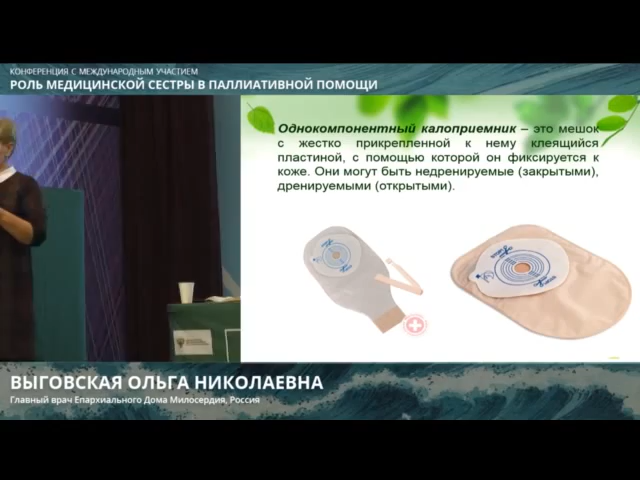 КОНФЕРЕНЦИЯ С МЕЖДУНАРОДНЫМ УЧАСТИЕМ
РОЛЬ МЕДИЦИНСКОЙ СЕСТРЫ В ПАЛЛИАТИВНОЙ ПОМОЩИ
Однокомпонентный калоприемник – это мешок
с жестко прикрепленной к нему клеящийся
пластиной, с помощью которой он фиксируется к
коже. Они могут быть недренируемые (закрытыми),
дренируемыми (открытыми).
ВЫГОВСКАЯ ОЛЬГА НИКОЛАЕВНА
Главный врач Епархиального Дома Милосердия, Россия